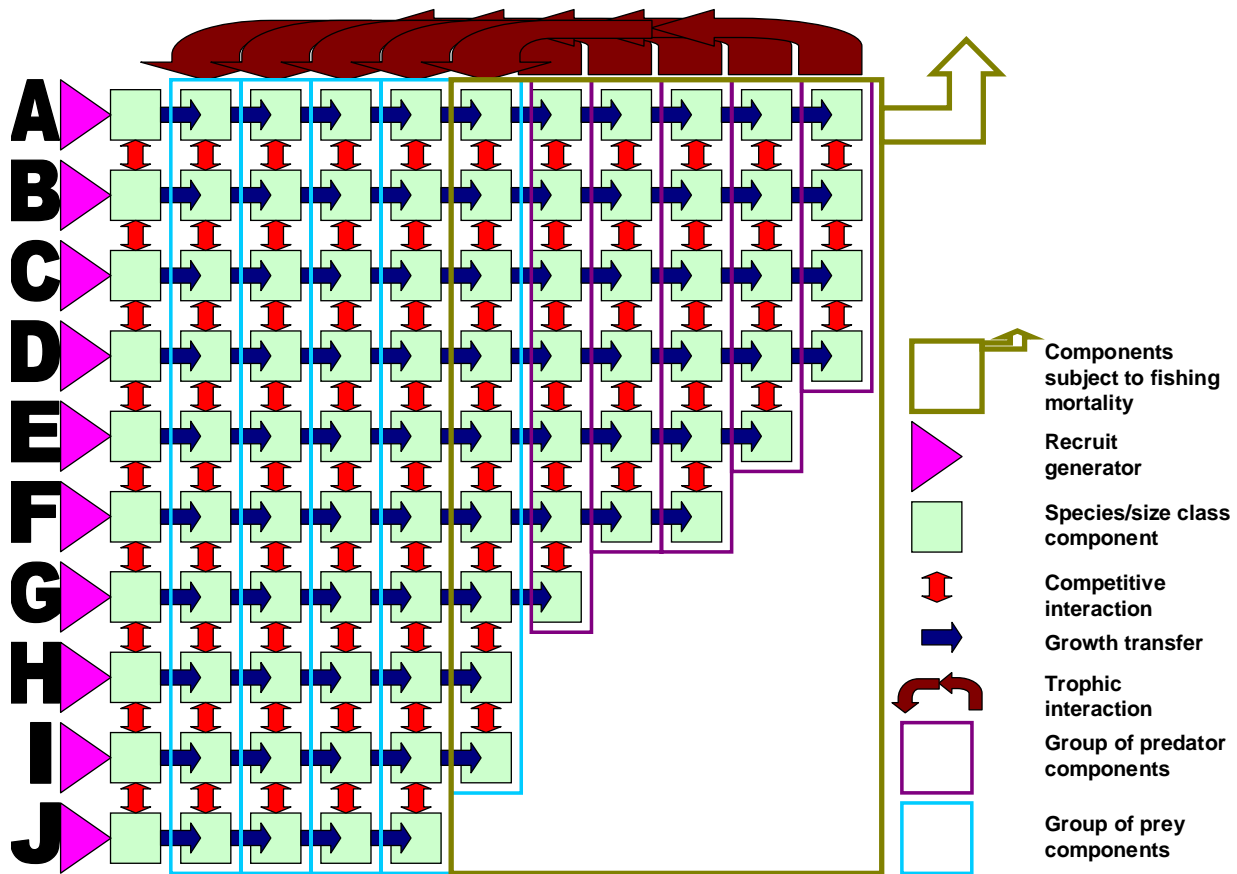 A
B
C
D
E
F
G
H
I
J
Components
subject to fishing
mortality
Recruit
generator
Species/size class
component
Competitive
interaction
Growth transfer
Trophic
interaction
Group of predator
components
Group of prey
components